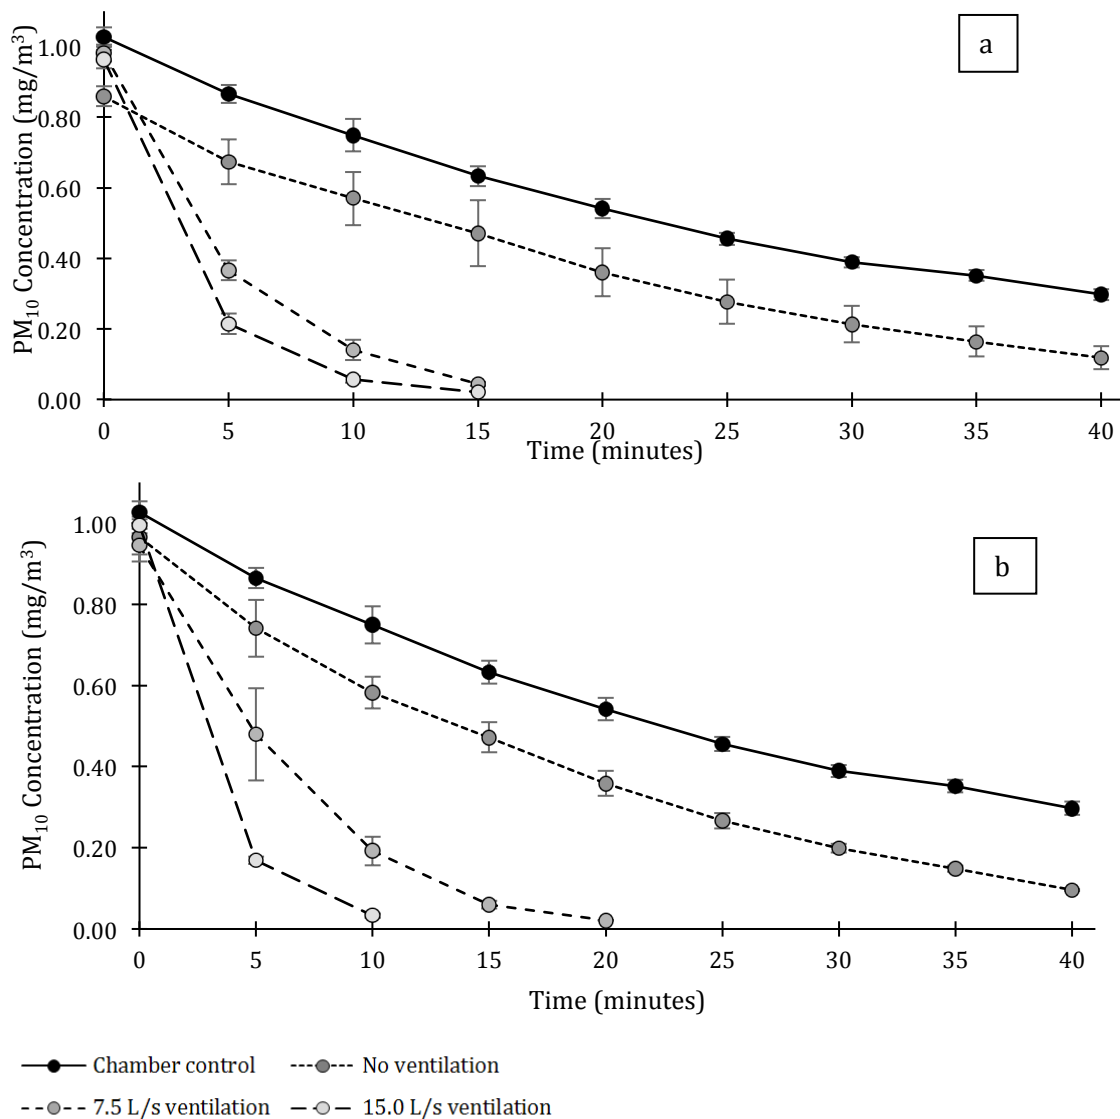 a
PM10 Concentration (mg/m³)
1.00
0.80
0.60
0.40
0.20
0.00
0 5 10 15 20 25 30 35 40
Time (minutes)
b
PM10 Concentration (mg/m³)
1.00
0.80
0.60
0.40
0.20
0.00
0 5 10 15 20 25 30 35 40
Time (minutes)
Chamber control No ventilation
7.5 L/s ventilation 15.0 L/s ventilation